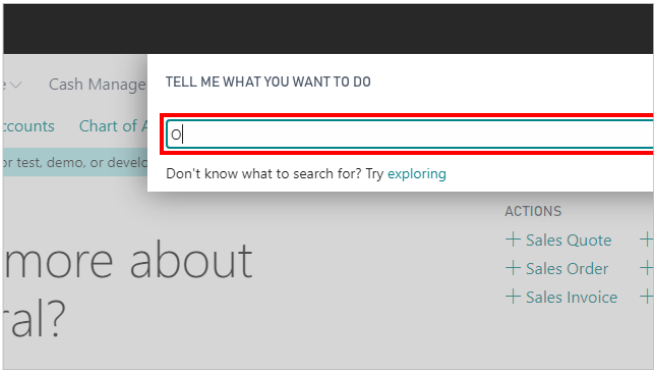 Cash Manage
TELL ME WHAT YOU WANT TO DO
ccounts Chart of A
O
or test, demo, or develo
Don't know what to search for? Try exploring
ACTIONS
+ Sales Quote +
+ Sales Order +
+ Sales Invoice +
more about
ral?